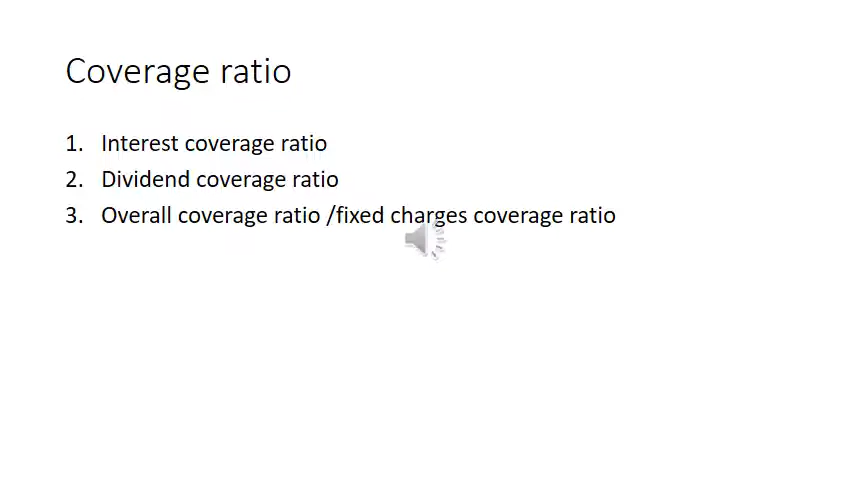 Coverage ratio
1. Interest coverage ratio
2. Dividend coverage ratio
3. Overall coverage ratio /fixed charges coverage ratio